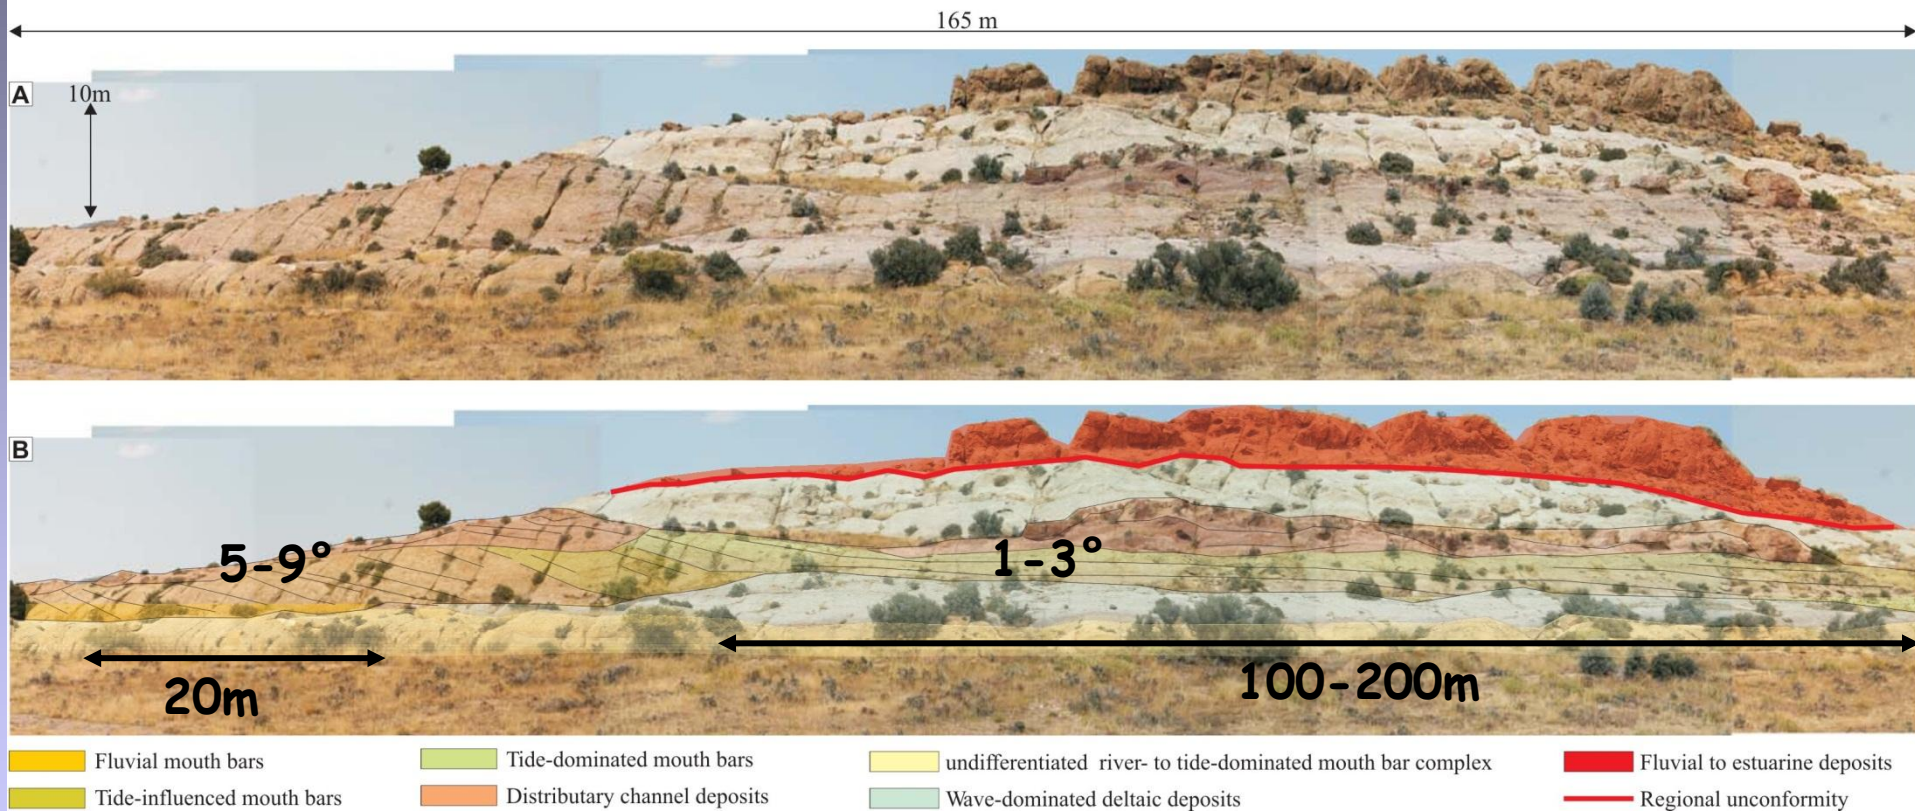 165 m
A
10m
B
5-9°
1-3°
20m
100-200m
Fluvial mouth bars
Tide-dominated mouth bars
undifferentiated river- to tide-dominated mouth bar complex
Fluvial to estuarine deposits
Tide-influenced mouth bars
Distributary channel deposits
Wave-dominated deltaic deposits
Regional unconformity